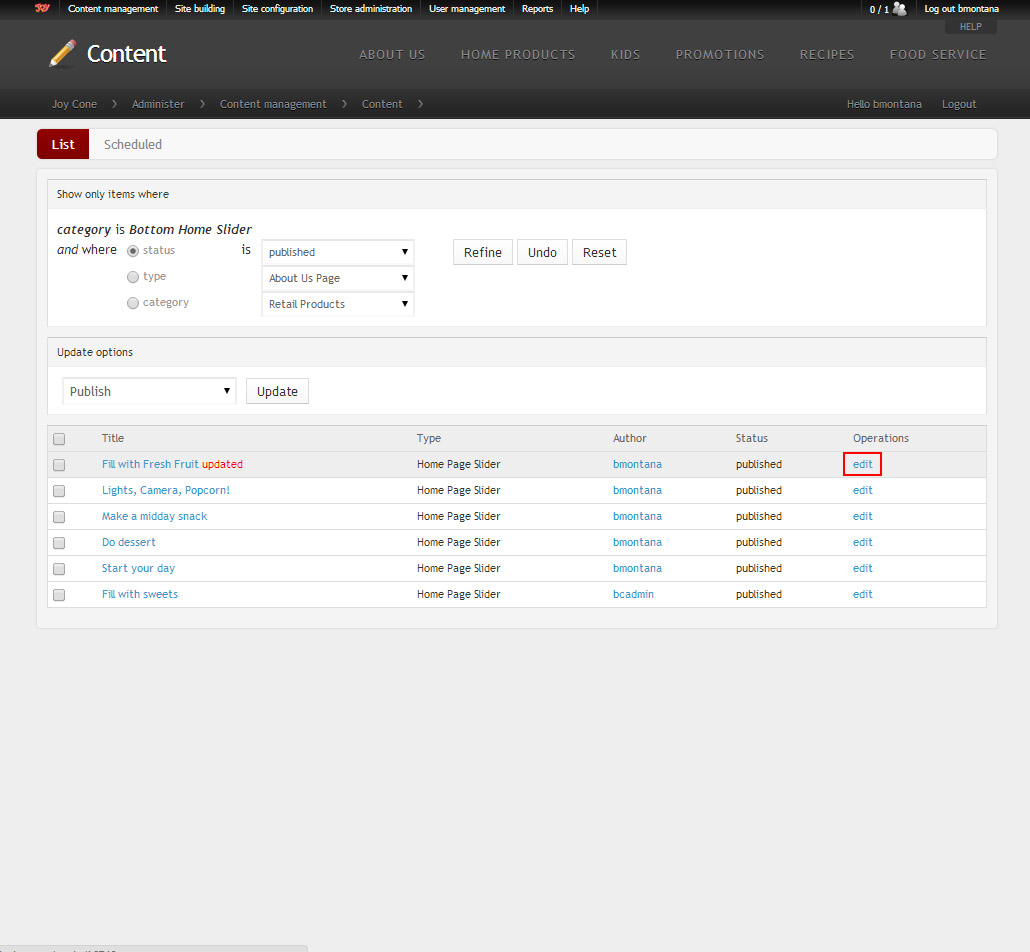 JOY Content management Site building Site configuration Store administration User management Reports Help 0 / 1 Log out bmontana
HELP
Content ABOUT US HOME PRODUCTS KIDS PROMOTIONS RECIPES FOOD SERVICE
Joy Cone › Administer › Content management › Content › Hello bmontana Logout
List Scheduled
Show only items where
category is Bottom Home Slider
and where status is published Refine Undo Reset
type About Us Page
category Retail Products
Update options
Publish Update
Title Type Author Status Operations
Fill with Fresh Fruit updated Home Page Slider bmontana published edit
Lights, Camera, Popcorn! Home Page Slider bmontana published edit
Make a midday snack Home Page Slider bmontana published edit
Do dessert Home Page Slider bmontana published edit
Start your day Home Page Slider bmontana published edit
Fill with sweets Home Page Slider bcadmin published edit